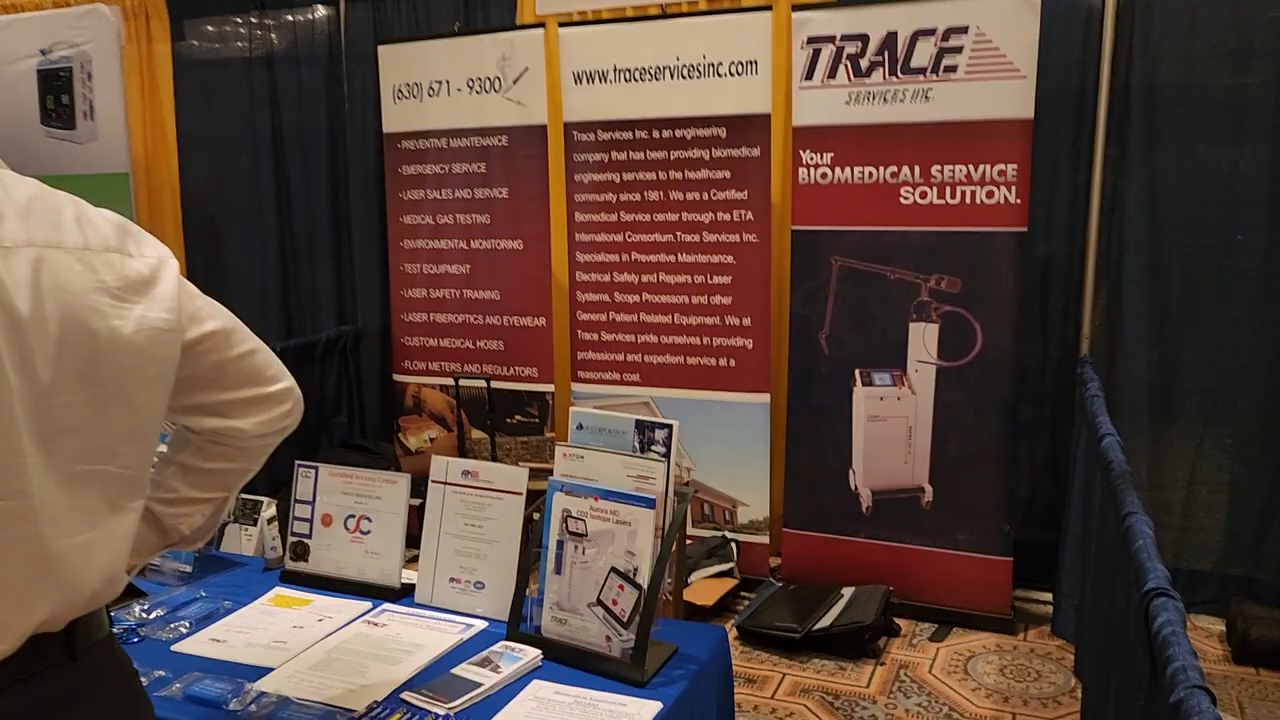 (630) 671 - 9300
• PREVENTIVE MAINTENANCE
• EMERGENCY SERVICE
• LASER SALES AND SERVICE
• MEDICAL GAS TESTING
• ENVIRONMENTAL MONITORING
• TEST EQUIPMENT
• LASER SAFETY TRAINING
• LASER FIBEROPTICS AND EYEWEAR
• CUSTOM MEDICAL HOSES
• FLOW METERS AND REGULATORS
www.traceservicesinc.com
Trace Services Inc. is an engineering
company that has been providing biomedical
engineering services to the healthcare
community since 1981. We are a Certified
Biomedical Service center through the ETA
International Consortium.Trace Services Inc.
Specializes in Preventive Maintenance,
Electrical Safety and Repairs on Laser
Systems, Scope Processors and other
General Patient Related Equipment. We at
Trace Services pride ourselves in providing
professional and expedient service at a
reasonable cost.
TRACE
SERVICES INC.
Your
BIOMEDICAL SERVICE
SOLUTION.
Certified Service Center
CSC
Aurora MD
CO2 Isotope Lasers
TRACE
TRACE
Biomedical Engineering
Services